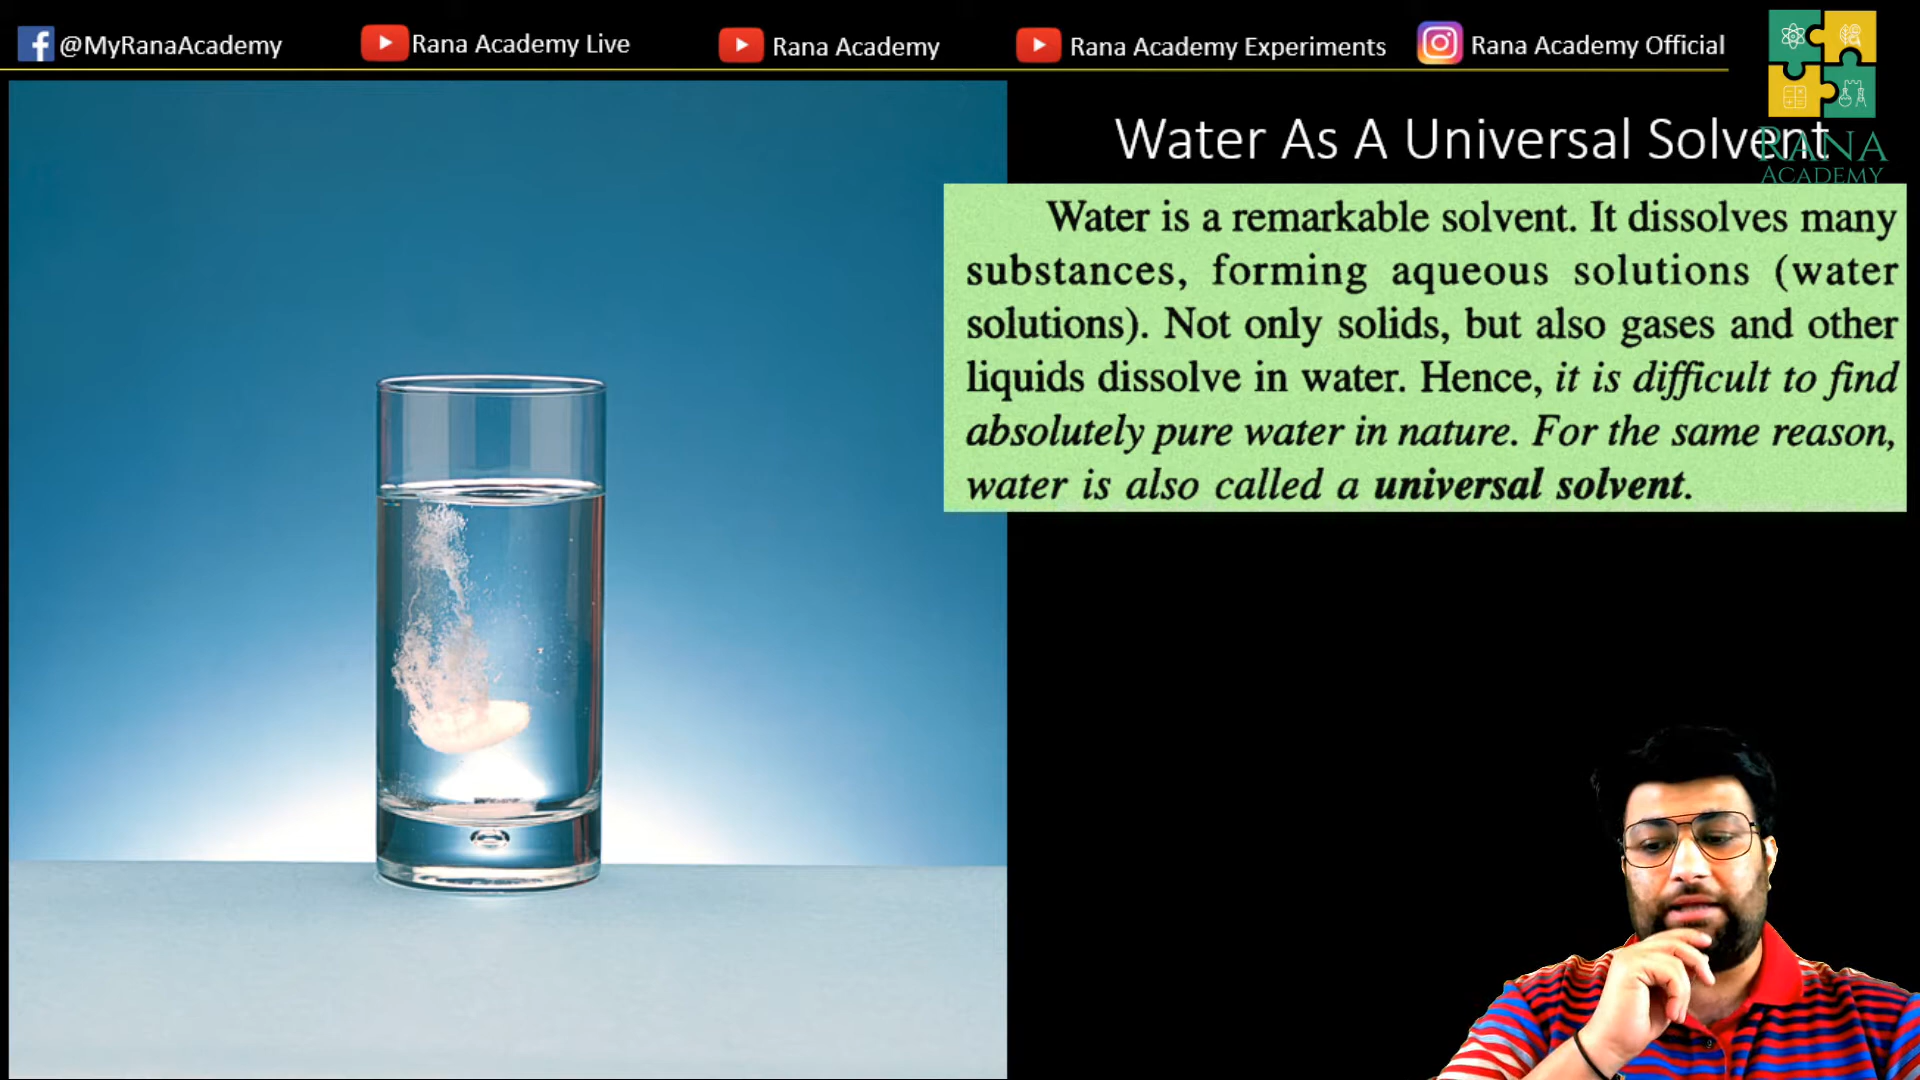 @MyRanaAcademy
Rana Academy Live
Rana Academy
Rana Academy Experiments
Rana Academy Official
Water As A Universal Solvent
RANA
ACADEMY
Water is a remarkable solvent. It dissolves many
substances, forming aqueous solutions (water
solutions). Not only solids, but also gases and other
liquids dissolve in water. Hence, it is difficult to find
absolutely pure water in nature. For the same reason,
water is also called a universal solvent.